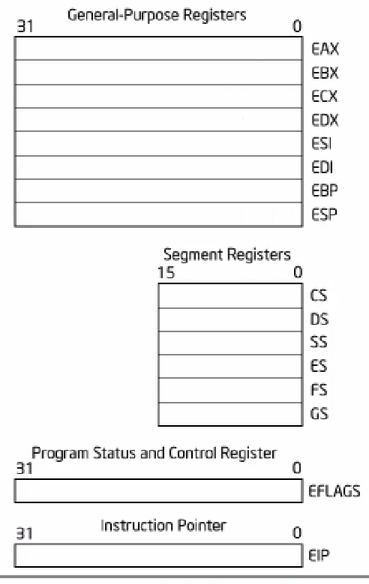 General-Purpose Registers
31 0
EAX
EBX
ECX
EDX
ESI
EDI
EBP
ESP
Segment Registers
15 0
CS
DS
SS
ES
FS
GS
Program Status and Control Register
31 0
EFLAGS
Instruction Pointer
31 0
EIP